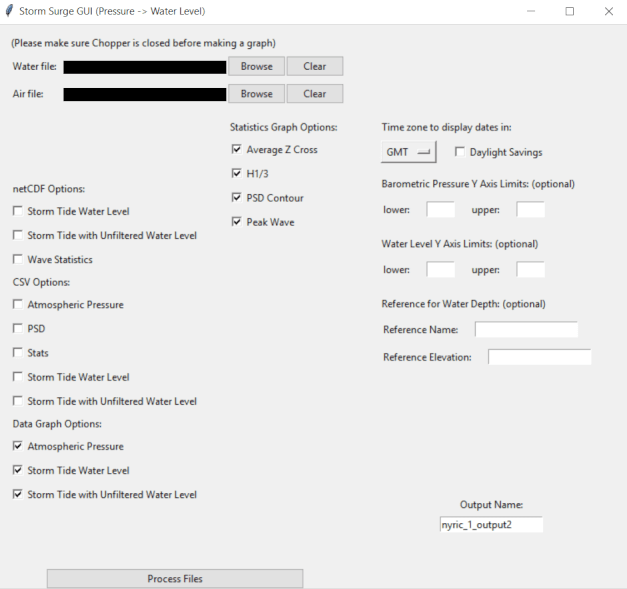 Storm Surge GUI (Pressure -> Water Level)
(Please make sure Chopper is closed before making a graph)
Water file: Browse Clear
Air file: Browse Clear
Statistics Graph Options:
Average Z Cross
H1/3
PSD Contour
Peak Wave
Time zone to display dates in:
GMT Daylight Savings
Barometric Pressure Y Axis Limits: (optional)
lower: upper:
Water Level Y Axis Limits: (optional)
lower: upper:
Reference for Water Depth: (optional)
Reference Name:
Reference Elevation:
netCDF Options:
Storm Tide Water Level
Storm Tide with Unfiltered Water Level
Wave Statistics
CSV Options:
Atmospheric Pressure
PSD
Stats
Storm Tide Water Level
Storm Tide with Unfiltered Water Level
Data Graph Options:
Atmospheric Pressure
Storm Tide Water Level
Storm Tide with Unfiltered Water Level
Output Name:
nyric_1_output2
Process Files